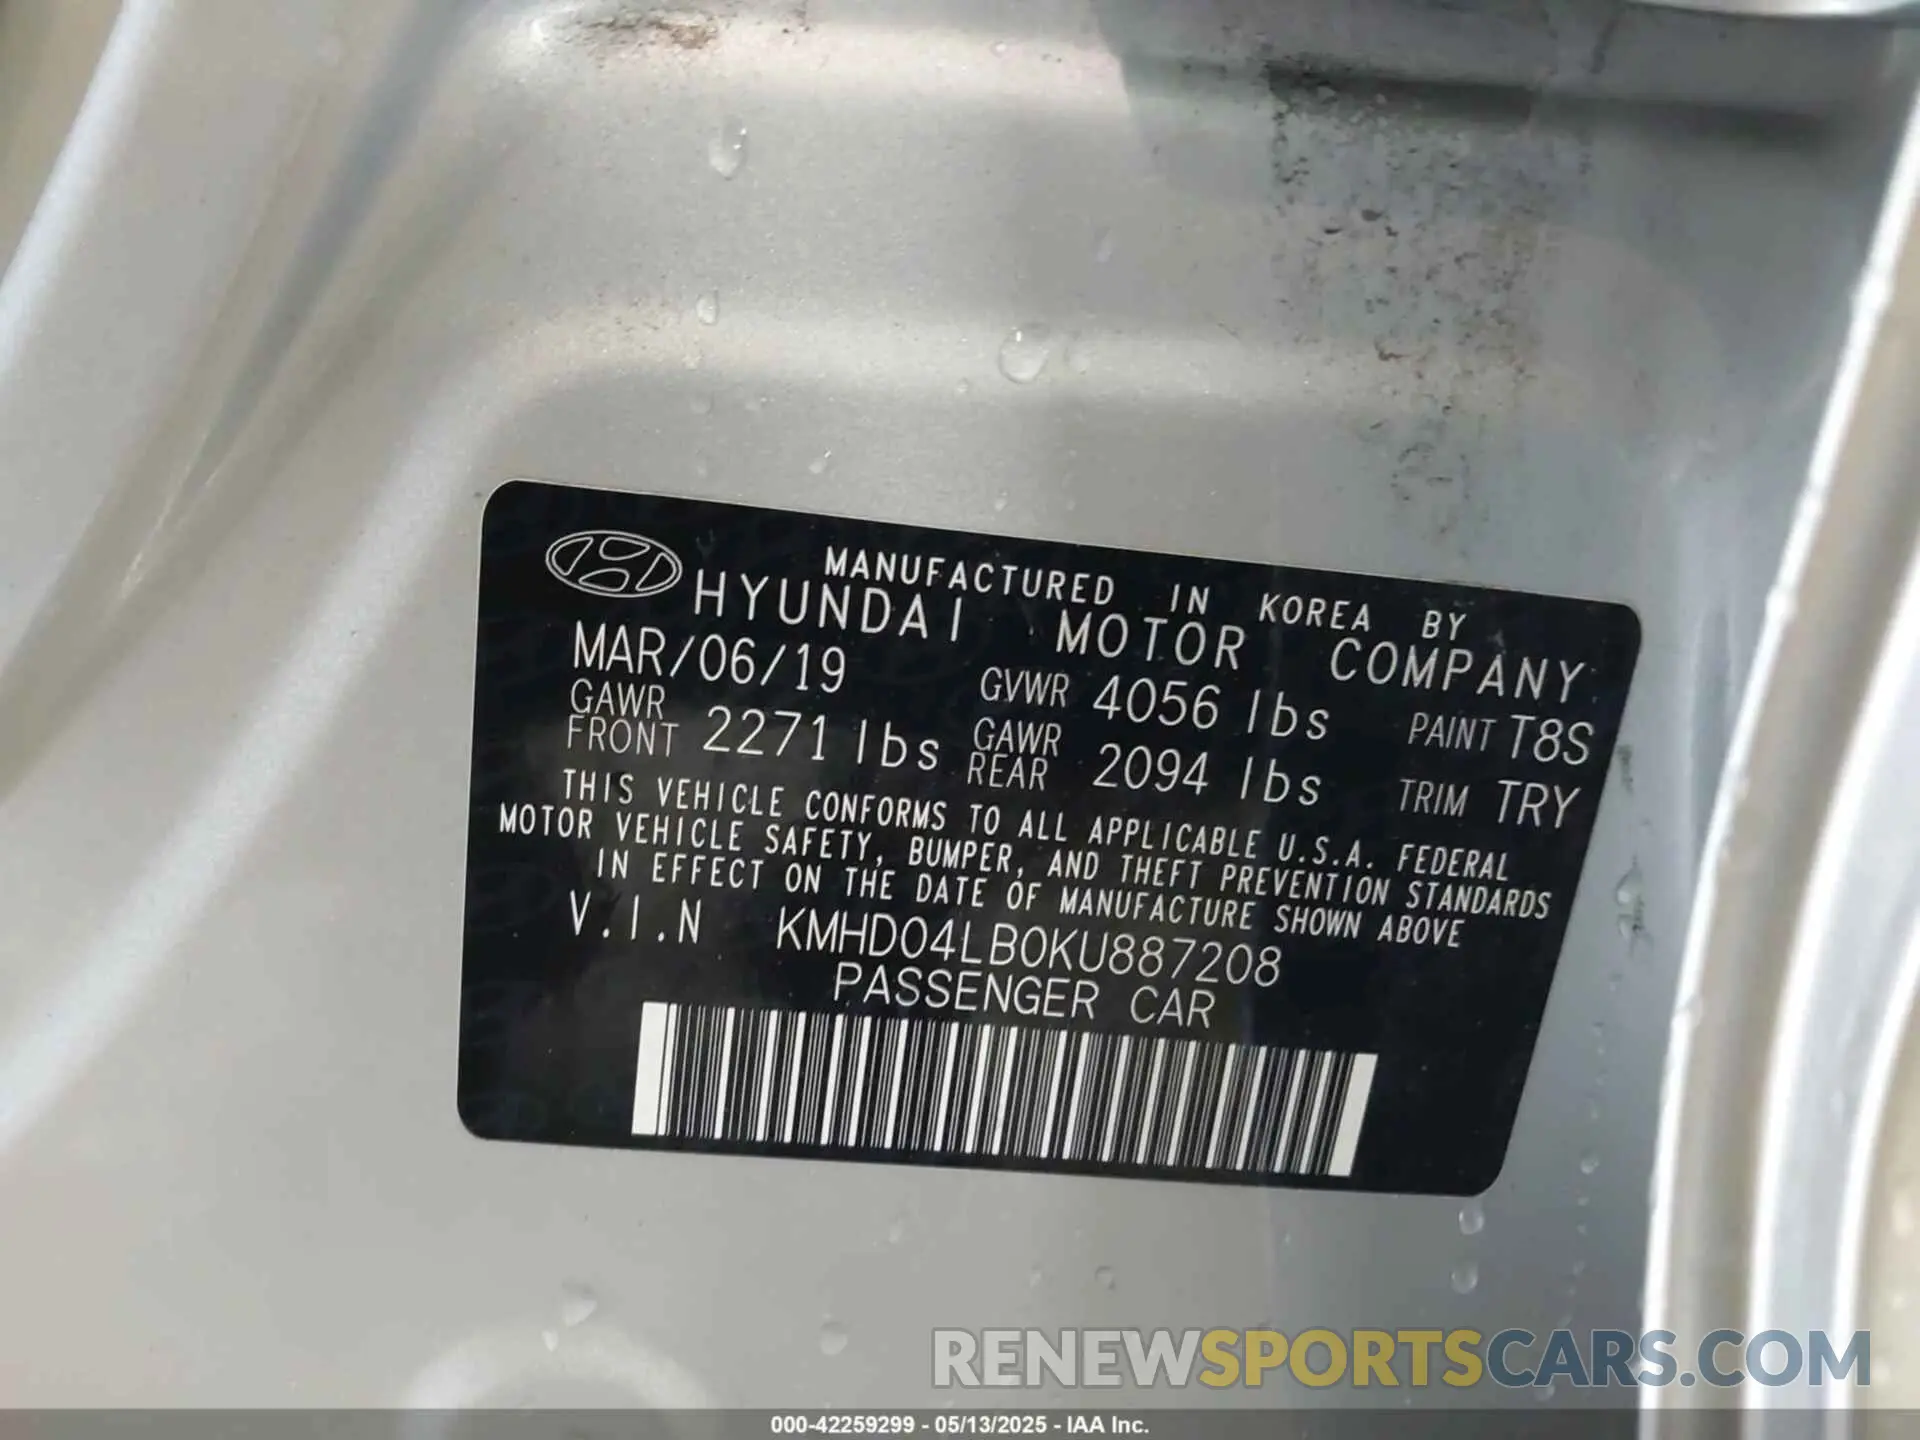 MANUFACTURED IN KOREA BY
HYUNDAI MOTOR COMPANY
MAR/06/19 GVWR 4056 lbs PAINT T8S
GAWR FRONT 2271 lbs GAWR REAR 2094 lbs TRIM TRY
THIS VEHICLE CONFORMS TO ALL APPLICABLE U.S.A. FEDERAL
MOTOR VEHICLE SAFETY, BUMPER, AND THEFT PREVENTION STANDARDS
IN EFFECT ON THE DATE OF MANUFACTURE SHOWN ABOVE
V.I.N KMHD04LB0KU887208
PASSENGER CAR
RENEWSPORTSCARS.COM
000-42259299 - 05/13/2025 - IAA Inc.